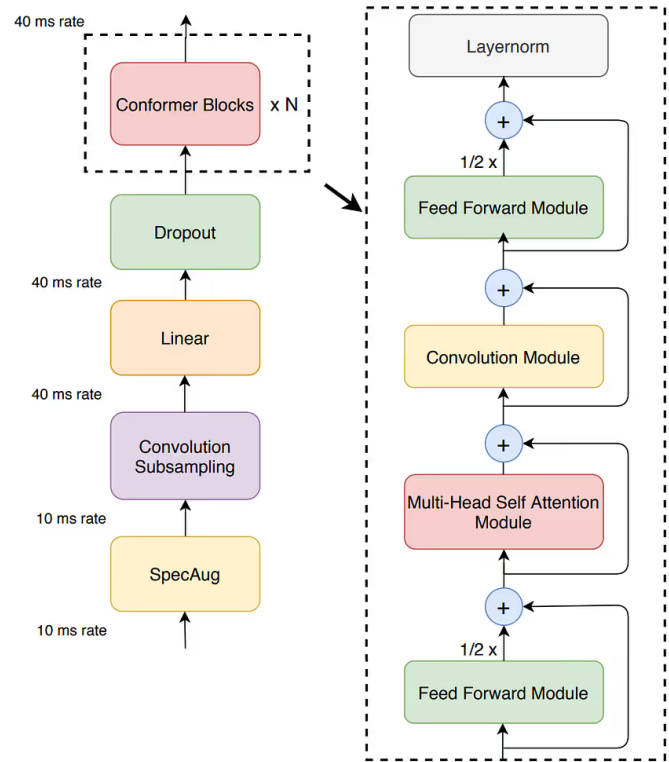 40 ms rate
Conformer Blocks
x N
Dropout
40 ms rate
Linear
40 ms rate
Convolution
Subsampling
10 ms rate
SpecAug
10 ms rate
Layernorm
+
1/2 x
Feed Forward Module
+
Convolution Module
+
Multi-Head Self Attention
Module
+
1/2 x
Feed Forward Module